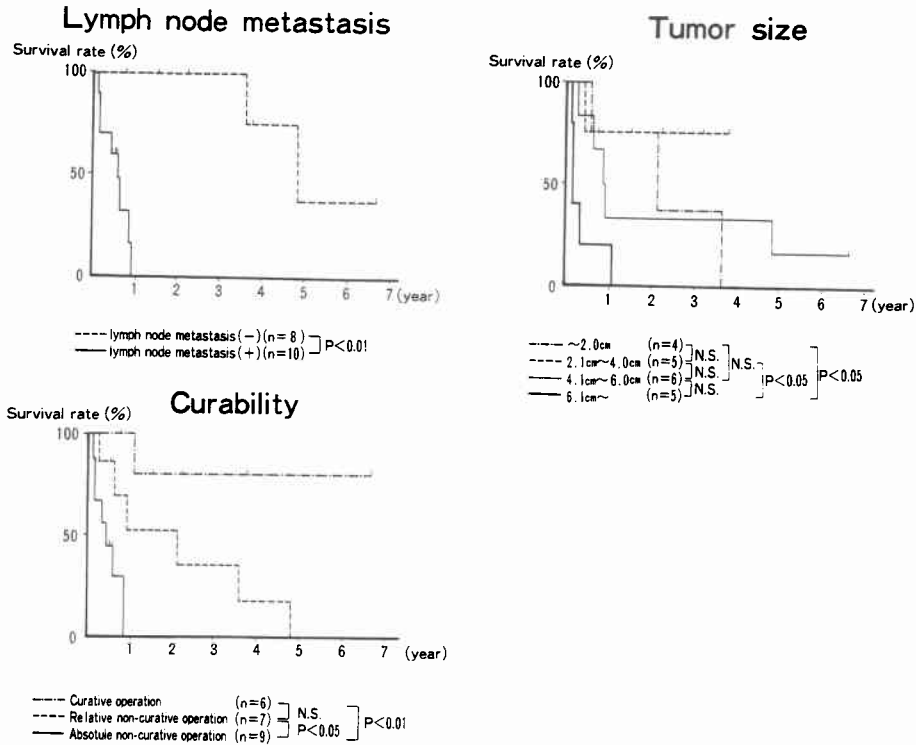 Lymph node metastasis
Survival rate (%)
100
50
0
1 2 3 4 5 6 7 (year)
---- lymph node metastasis (−) (n=8)
—— lymph node metastasis (+) (n=10)
P<0.01
Tumor size
Survival rate (%)
100
50
0
1 2 3 4 5 6 7 (year)
~2.0cm (n=4)
2.1cm~4.0cm (n=5)
4.1cm~6.0cm (n=6)
6.1cm~ (n=5)
N.S.
N.S.
N.S.
N.S.
P<0.05
P<0.05
Curability
Survival rate (%)
100
50
0
1 2 3 4 5 6 7 (year)
Curative operation (n=6)
Relative non-curative operation (n=7)
Absolute non-curative operation (n=9)
N.S.
P<0.05
P<0.01